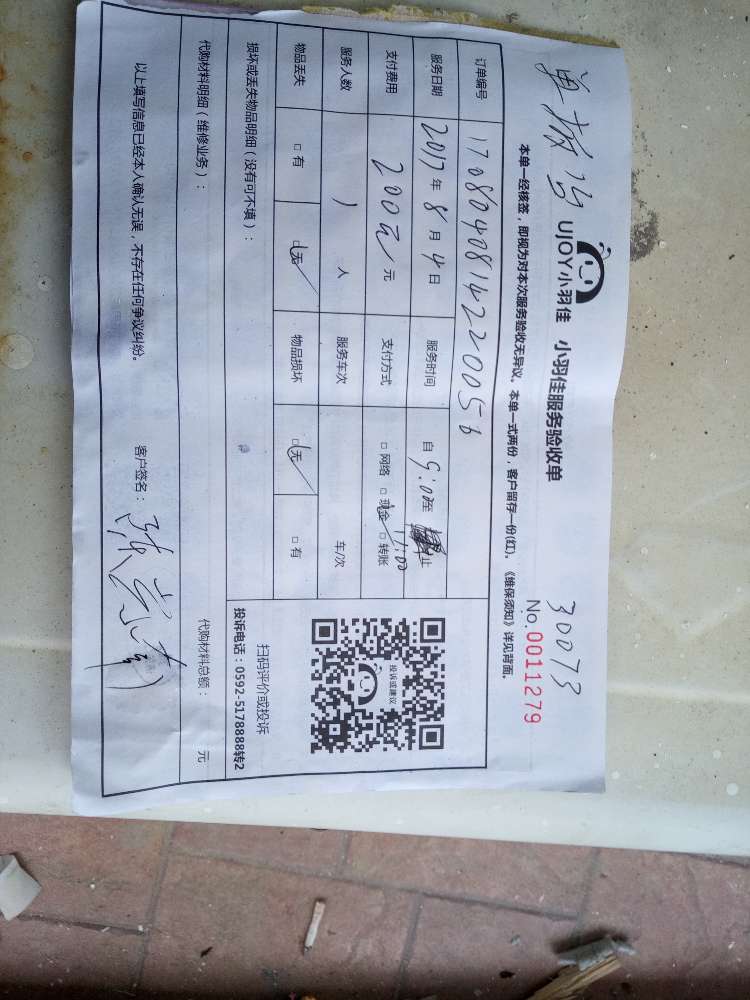 30073
UJOY小羽佳 小羽佳服务验收单
No.0011279
本单一经核签，即视为对本次服务验收无异议。本单一式两份，客户留存一份(红)。《维保须知》详见背面。
订单编号 1708040814220056
服务日期 2017年8月4日 服务时间 自9:00至11:00止
支付费用 200元 元 支付方式 □网络 □现金 □转账
服务人数 1 人 服务车次 车/次
物品丢失 □有 □无 物品损坏 □无 □有
投诉或建议
扫码评价或投诉
投诉电话：0592-5178888转2
损坏或丢失物品明细（没有可不填）：
代购材料明细（维修业务）： 代购材料总额： 元
以上填写信息已经本人确认无误，不存在任何争议纠纷。 客户签名：